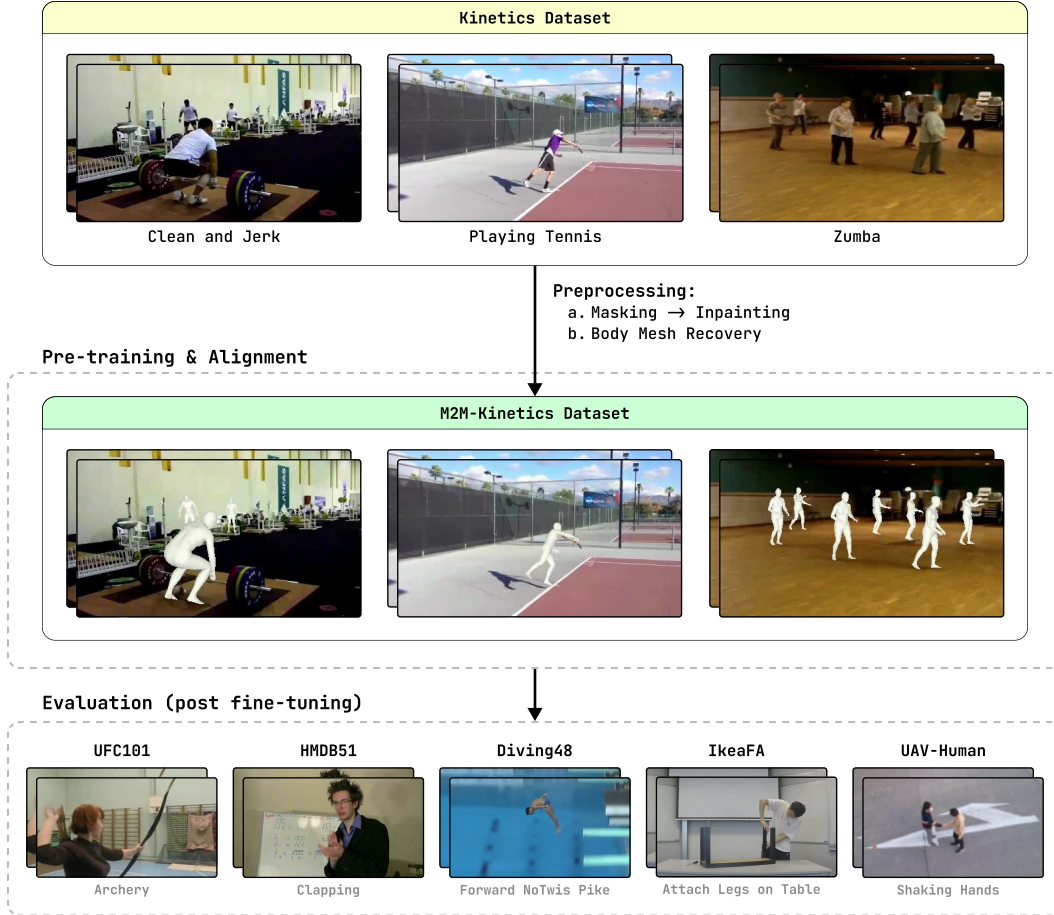 Kinetics Dataset
Clean and Jerk
Playing Tennis
Zumba
Preprocessing:
a. Masking → Inpainting
b. Body Mesh Recovery
Pre-training & Alignment
M2M-Kinetics Dataset
Evaluation (post fine-tuning)
UFC101
HMDB51
Diving48
IkeaFA
UAV-Human
Archery
Clapping
Forward NoTwis Pike
Attach Legs on Table
Shaking Hands